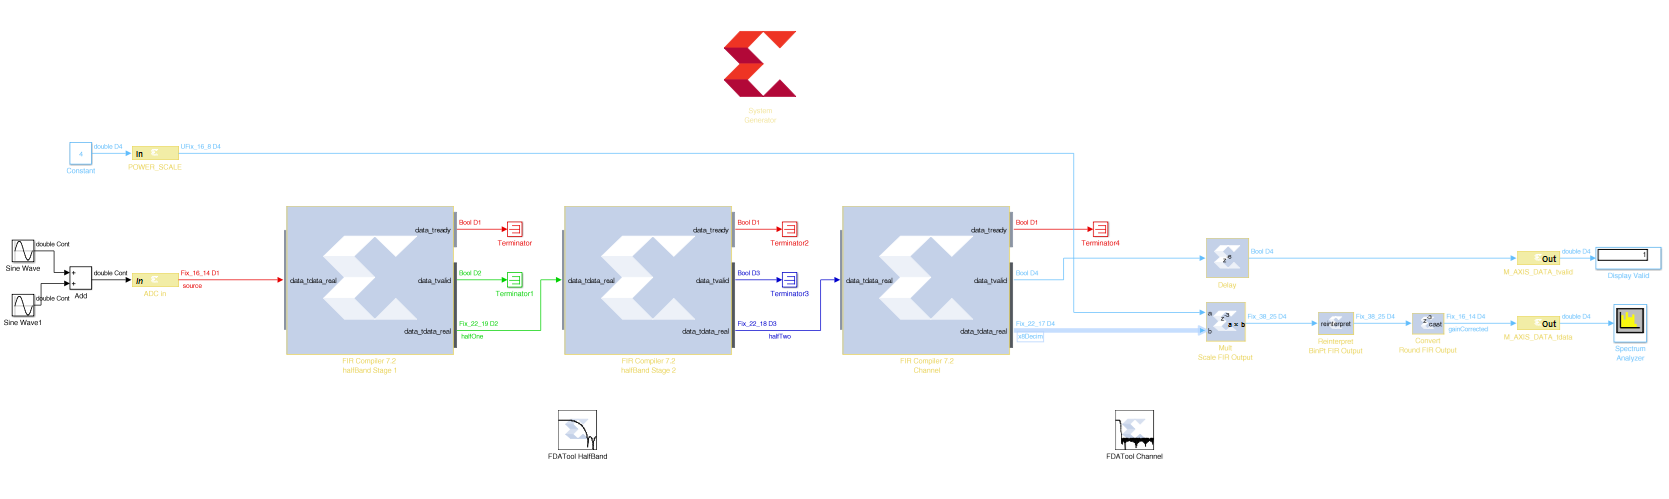 System
Generator
4
Constant
double D4
In
POWER_SCALE
UFix_16_8 D4
Sine Wave
double Cont
Sine Wave1
double Cont
+
+
Add
double Cont
In
ADC in
Fix_16_14 D1
source
data_tdata_real
data_tready
data_tvalid
data_tdata_real
FIR Compiler 7.2
halfBand Stage 1
Bool D1
Terminator
Bool D2
Terminator1
Fix_22_19 D2
halfOne
data_tdata_real
data_tready
data_tvalid
data_tdata_real
FIR Compiler 7.2
halfBand Stage 2
Bool D1
Terminator2
Bool D3
Terminator3
Fix_22_18 D3
halfTwo
data_tdata_real
data_tready
data_tvalid
data_tdata_real
FIR Compiler 7.2
Channel
Bool D1
Terminator4
Bool D4
Fix_22_17 D4
x8Decim
Delay
Bool D4
Out
M_AXIS_DATA_tvalid
double D4
1
Display Valid
a
b
a × b
Mult
Scale FIR Output
Fix_38_25 D4
reinterpret
Reinterpret
BinPt FIR Output
Fix_38_25 D4
cast
Convert
Round FIR Output
Fix_16_14 D4
gainCorrected
Out
M_AXIS_DATA_tdata
double D4
Spectrum
Analyzer
FDATool HalfBand
FDATool Channel